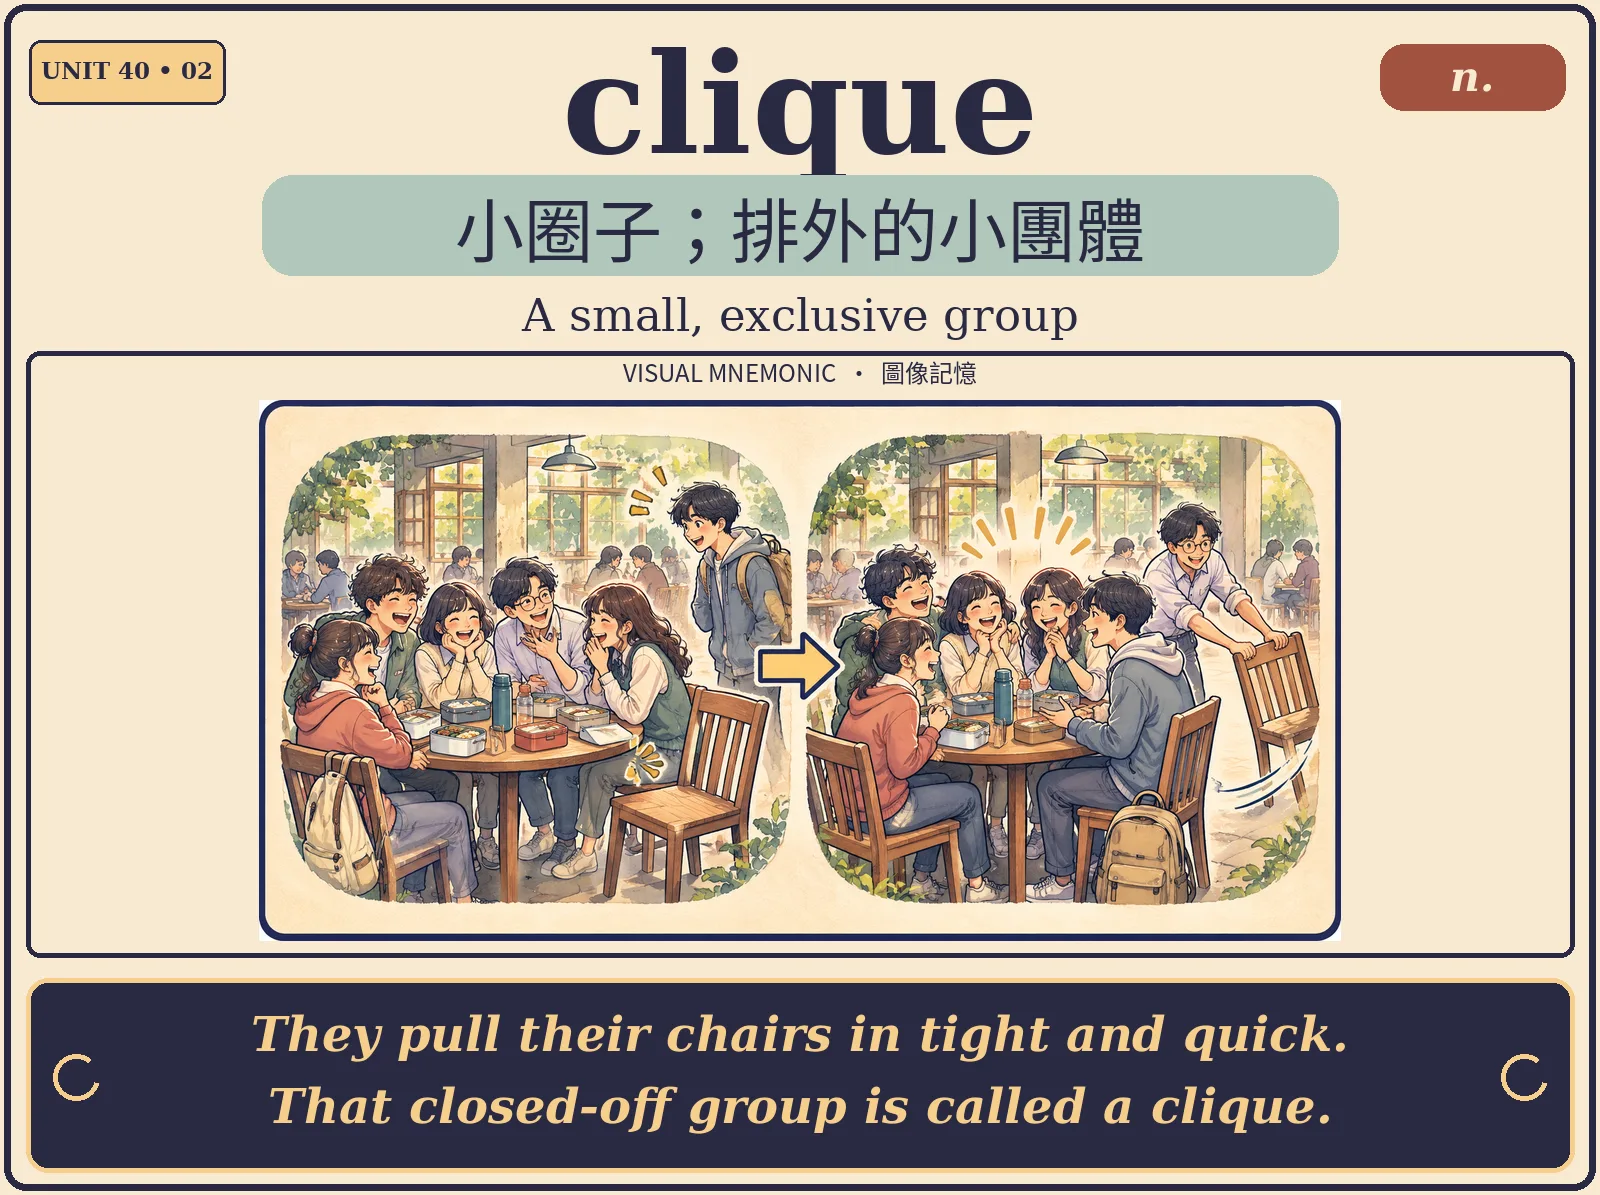 UNIT 40 • 02
clique
n.
小圈子；排外的小團體
A small, exclusive group
VISUAL MNEMONIC • 圖像記憶
They pull their chairs in tight and quick.
That closed-off group is called a clique.